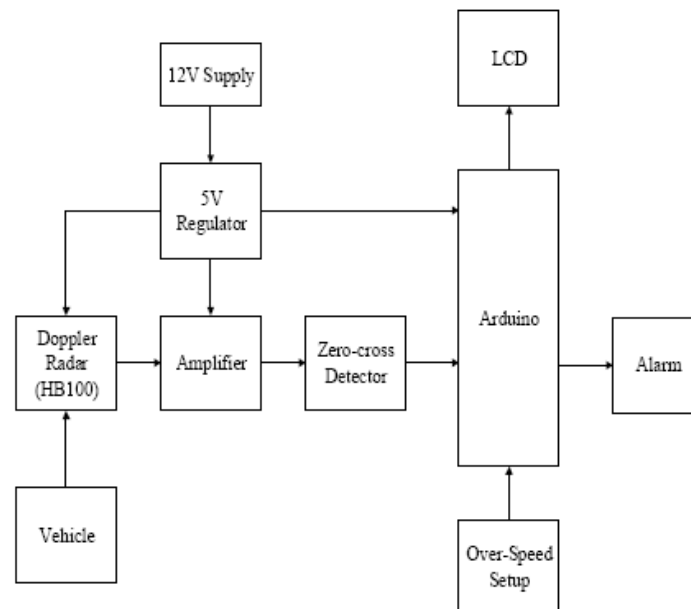 LCD
12V Supply
5V
Regulator
Doppler
Radar
(HB100)
Amplifier
Zero-cross
Detector
Arduino
Alarm
Vehicle
Over-Speed
Setup